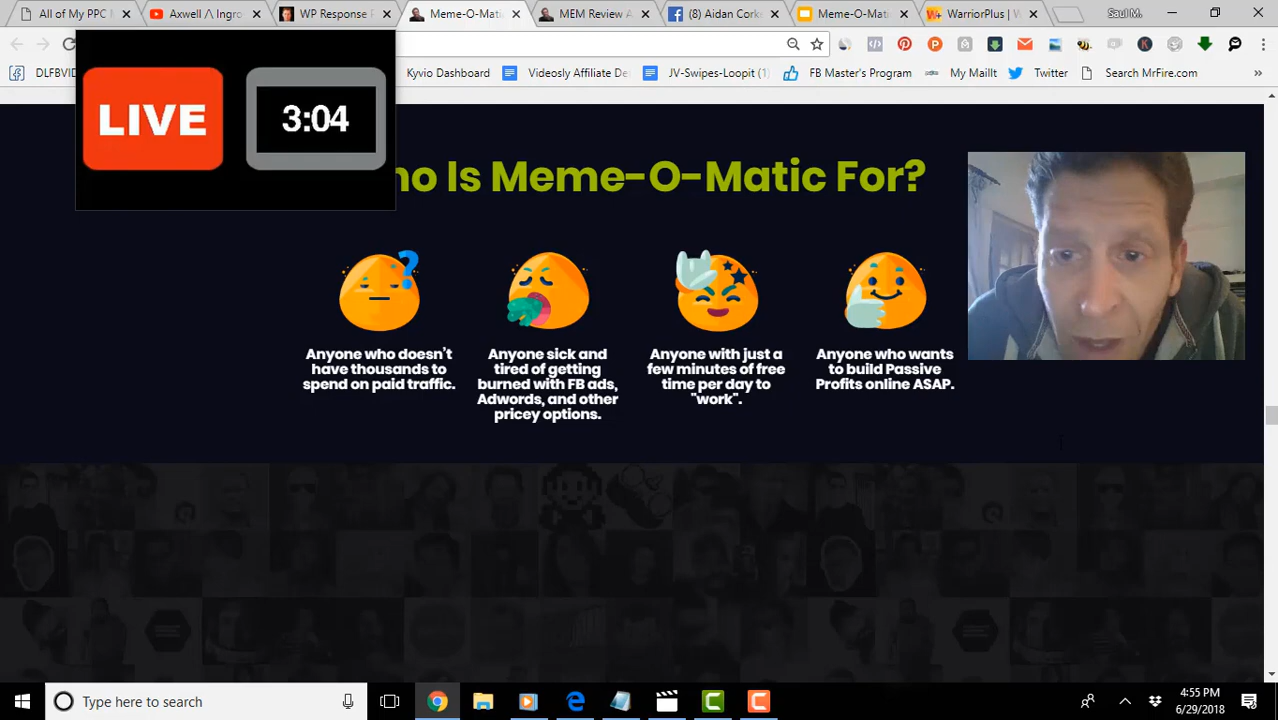 All of My PPC M
Axwell /\ Ingro
WP Response P
Meme-O-Matic
MEM Review A
(8) Aidan Cork
Meme-O-Mati
WarriorPlus | W
Saul M.
DLFBVID
Kyvio Dashboard
Videosly Affiliate De
JV-Swipes-Loopit (1
FB Master's Program
My Maillt
Twitter
Search MrFire.com
LIVE
3:04
ho Is Meme-O-Matic For?
Anyone who doesn't
have thousands to
spend on paid traffic.
Anyone sick and
tired of getting
burned with FB ads,
Adwords, and other
pricey options.
Anyone with just a
few minutes of free
time per day to
"work".
Anyone who wants
to build Passive
Profits online ASAP.
Type here to search
4:55 PM
6/29/2018